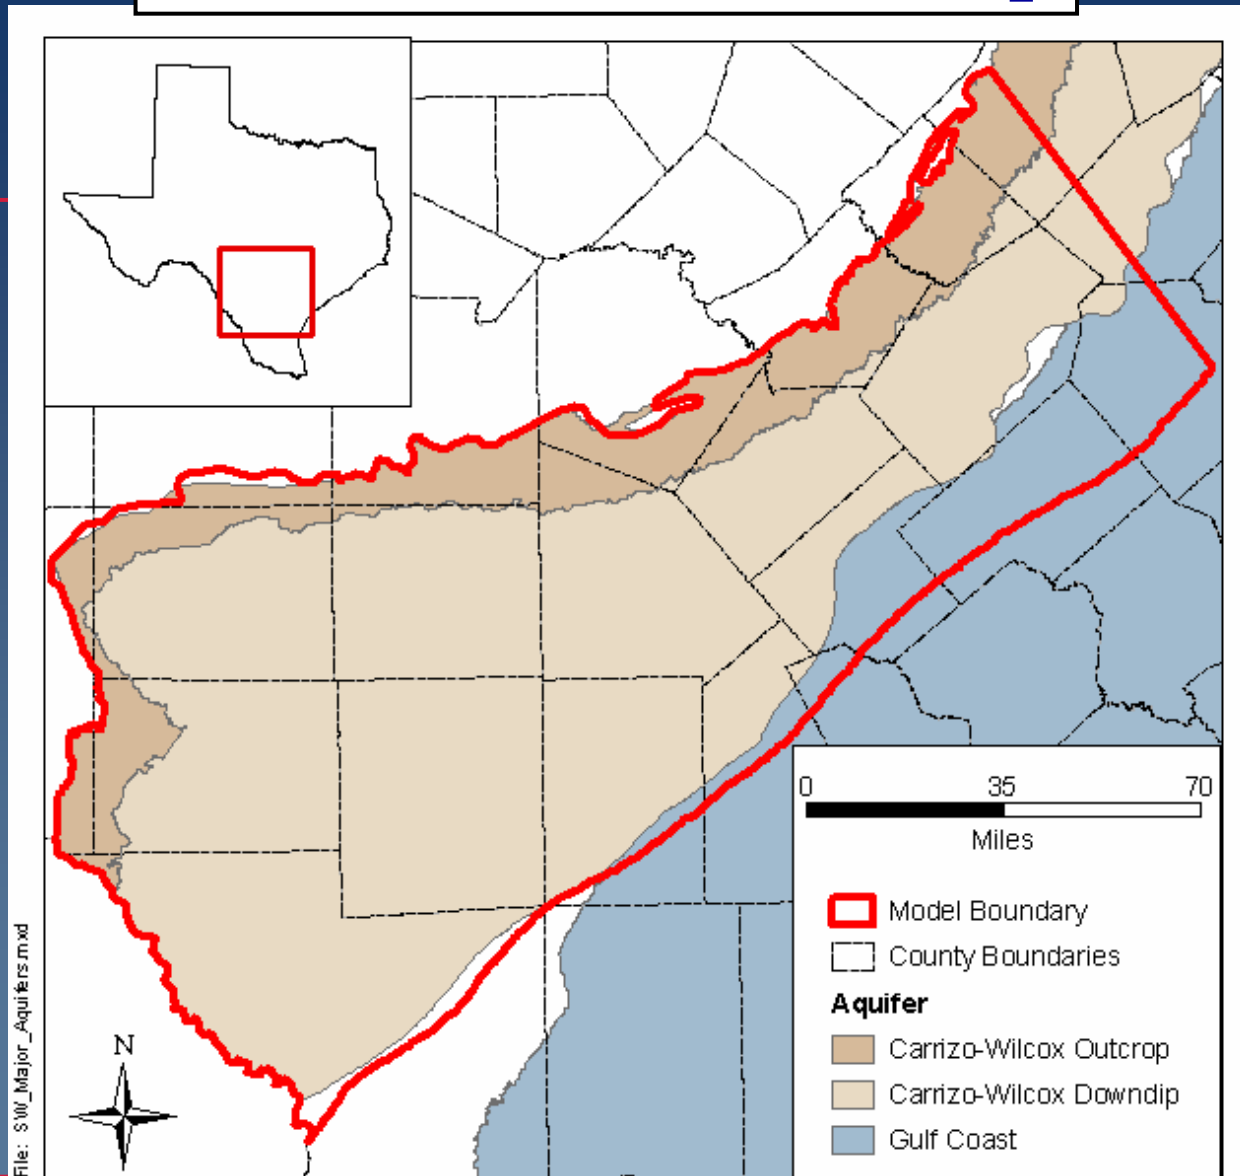 0 35 70
Miles
Model Boundary
County Boundaries
Aquifer
Carrizo-Wilcox Outcrop
Carrizo-Wilcox Downdip
Gulf Coast
N
File: SW_Major_Aquifers.mxd